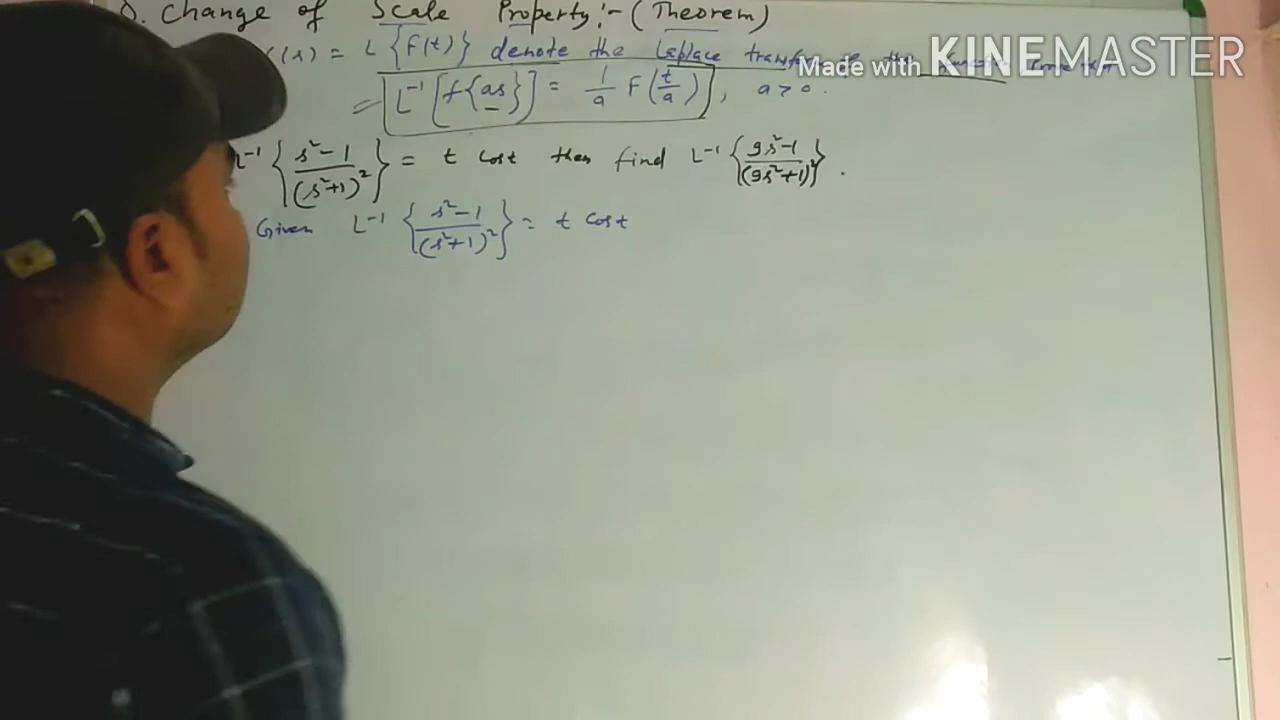 8. Change of Scale Property:- (Theorem)
(s) = L {F(t)} denote the Laplace
Made with KINEMASTER
⇒ L⁻¹ [f{as}] = 1/a F(t/a), a > 0.
L⁻¹ {s²-1/(s²+1)²} = t cost then find L⁻¹ {9s²-1/(9s²+1)²}.
Given L⁻¹ {s²-1/(s²+1)²} = t cost